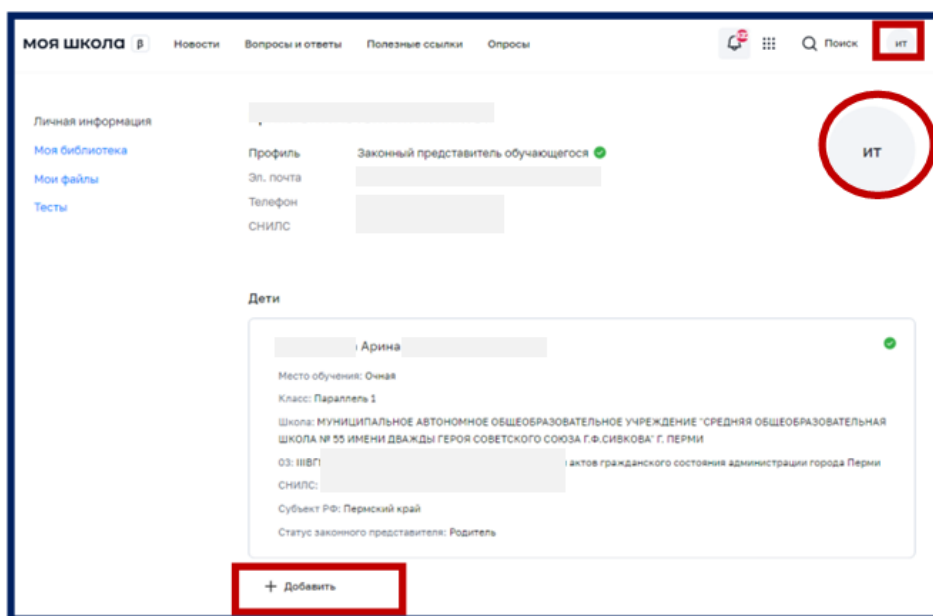 МОЯ ШКОЛА β Новости Вопросы и ответы Полезные ссылки Опросы Поиск ИТ
Личная информация
Моя библиотека
Мои файлы
Тесты
ИТ
Профиль Законный представитель обучающегося
Эл. почта
Телефон
СНИЛС
Дети
Арина
Место обучения: Очная
Класс: Параллель 1
Школа: МУНИЦИПАЛЬНОЕ АВТОНОМНОЕ ОБЩЕОБРАЗОВАТЕЛЬНОЕ УЧРЕЖДЕНИЕ "СРЕДНЯЯ ОБЩЕОБРАЗОВАТЕЛЬНАЯ
ШКОЛА № 55 ИМЕНИ ДВАЖДЫ ГЕРОЯ СОВЕТСКОГО СОЮЗА Г.Ф.СИВКОВА" Г. ПЕРМИ
03: IIIВГ актов гражданского состояния администрации города Перми
СНИЛС:
Субъект РФ: Пермский край
Статус законного представителя: Родитель
+ Добавить